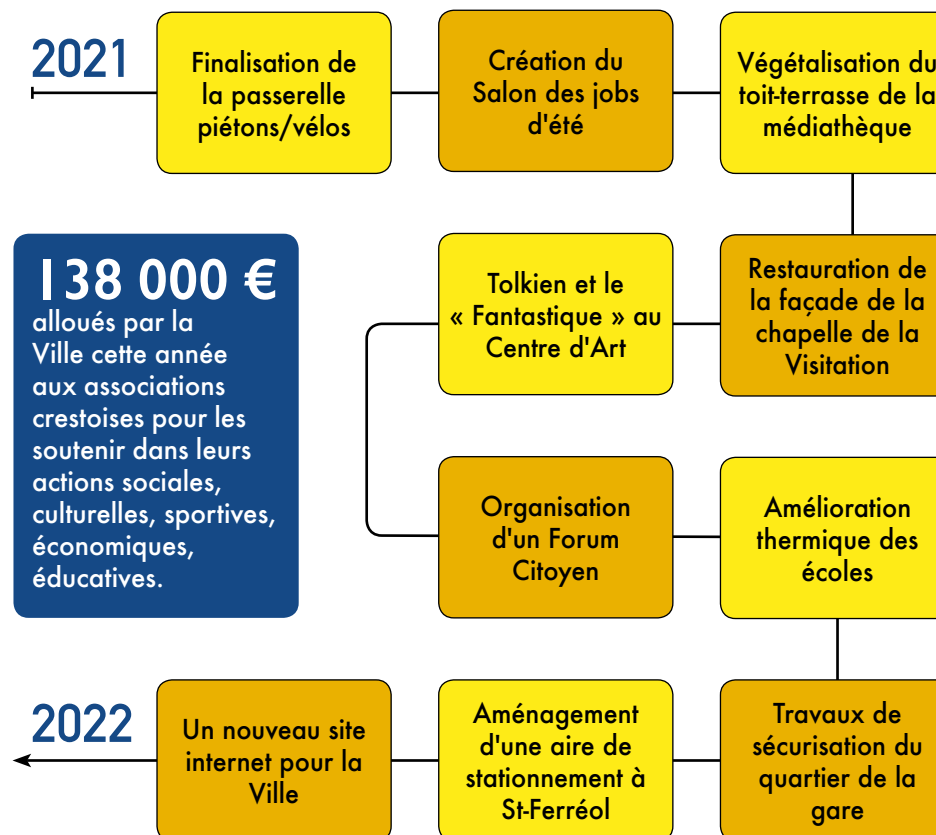 2021
Finalisation de
la passerelle
piétons/vélos
Création du
Salon des jobs
d'été
Végétalisation du
toit-terrasse de la
médiathèque
138 000 €
alloués par la
Ville cette année
aux associations
crestoises pour les
soutenir dans leurs
actions sociales,
culturelles, sportives,
économiques,
éducatives.
Restauration de
la façade de la
chapelle de la
Visitation
Tolkien et le
« Fantastique » au
Centre d'Art
Organisation
d'un Forum
Citoyen
Amélioration
thermique des
écoles
Travaux de
sécurisation du
quartier de la
gare
Aménagement
d'une aire de
stationnement à
St-Ferréol
Un nouveau site
internet pour la
Ville
2022